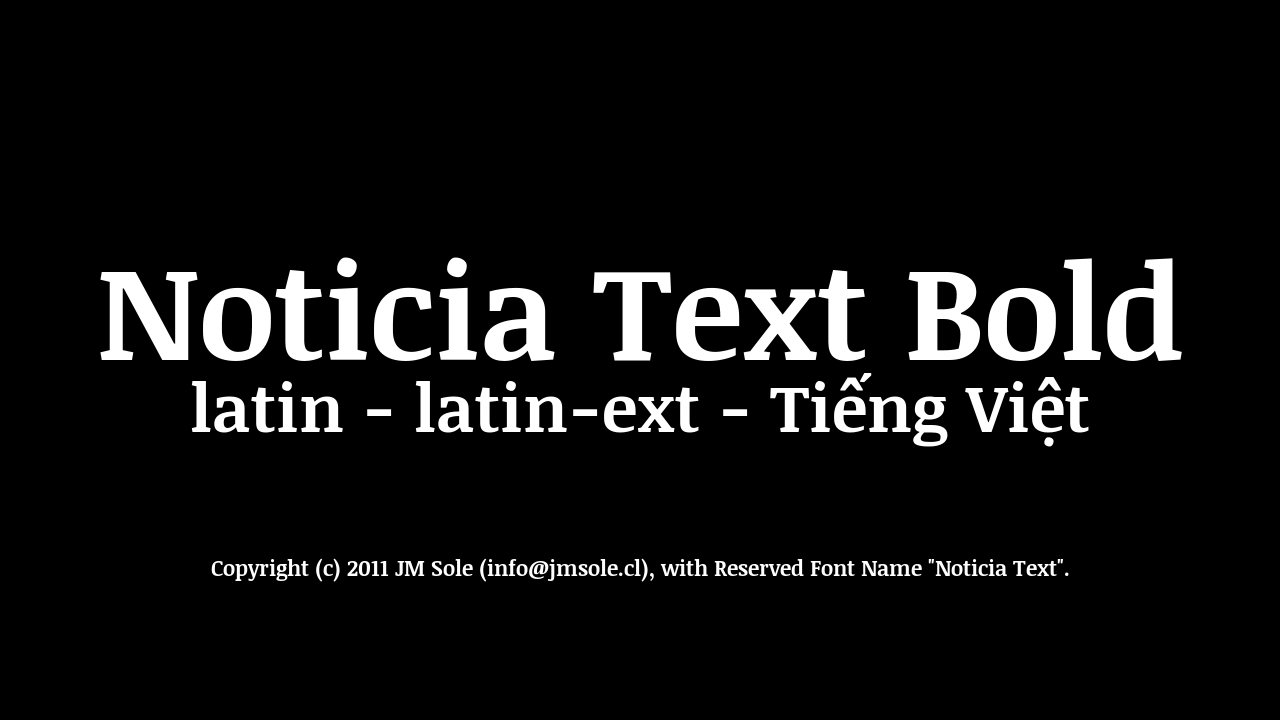 Noticia Text Bold
latin - latin-ext - Tiếng Việt
Copyright (c) 2011 JM Sole (info@jmsole.cl), with Reserved Font Name "Noticia Text".